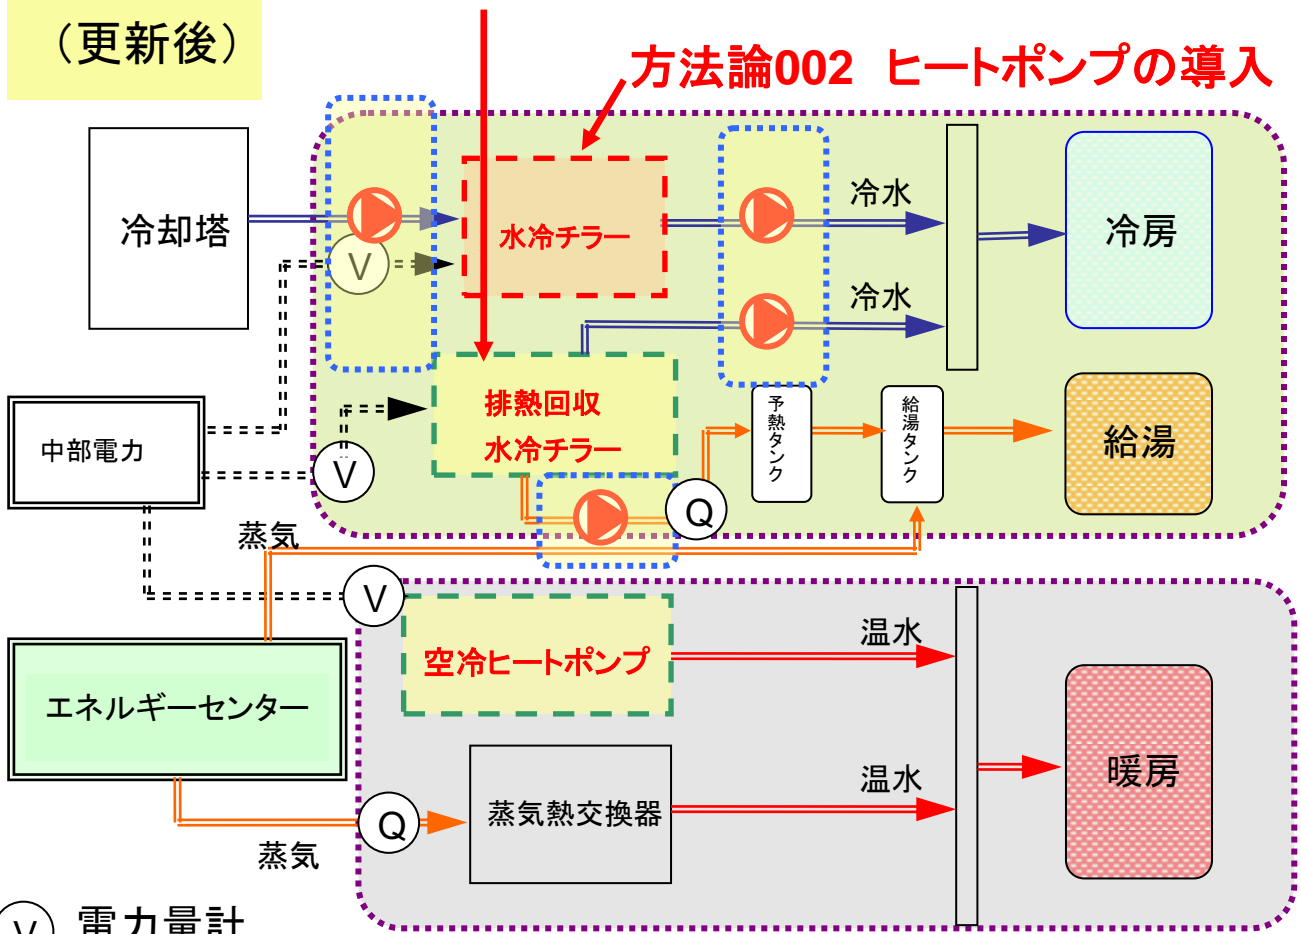 （更新後）
方法論002 ヒートポンプの導入
冷却塔
V
水冷チラー
冷水
冷水
冷房
中部電力
V
排熱回収
水冷チラー
Q
予熱タンク
給湯タンク
給湯
蒸気
V
空冷ヒートポンプ
温水
エネルギーセンター
暖房
Q
蒸気
蒸気熱交換器
温水
V 電力量計